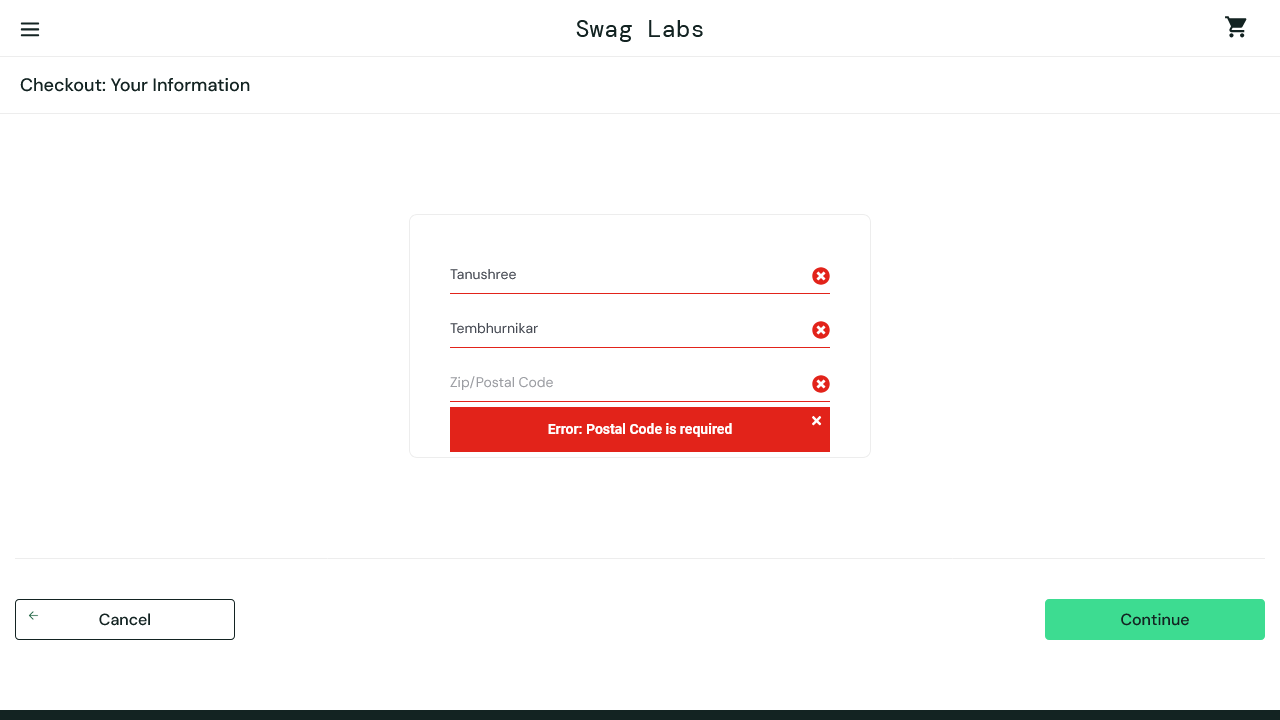 Swag Labs
Checkout: Your Information
Tanushree
Tembhurnikar
Zip/Postal Code
Error: Postal Code is required
Cancel
Continue